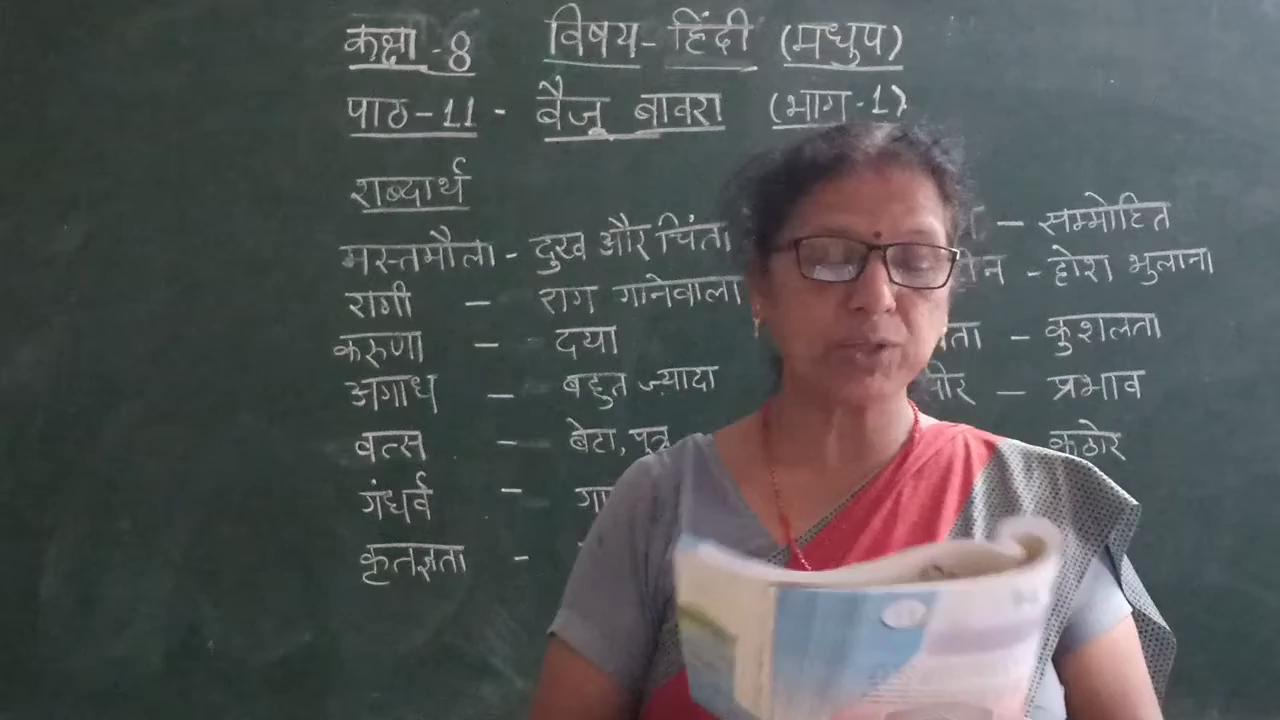 कक्षा-8 विषय-हिंदी (मधुप)
पाठ-11 - बैजू बावरा (भाग-1)
शब्दार्थ
मस्तमौला - दुख और चिंता - सम्मोहित
रागी - राग गानेवाला - होश भुलाना
करुणा - दया - कुशलता
अगाध - बहुत ज़्यादा - प्रभाव
वत्स - बेटा, पुत्र कठोर
गंधर्व -
कृतज्ञता -